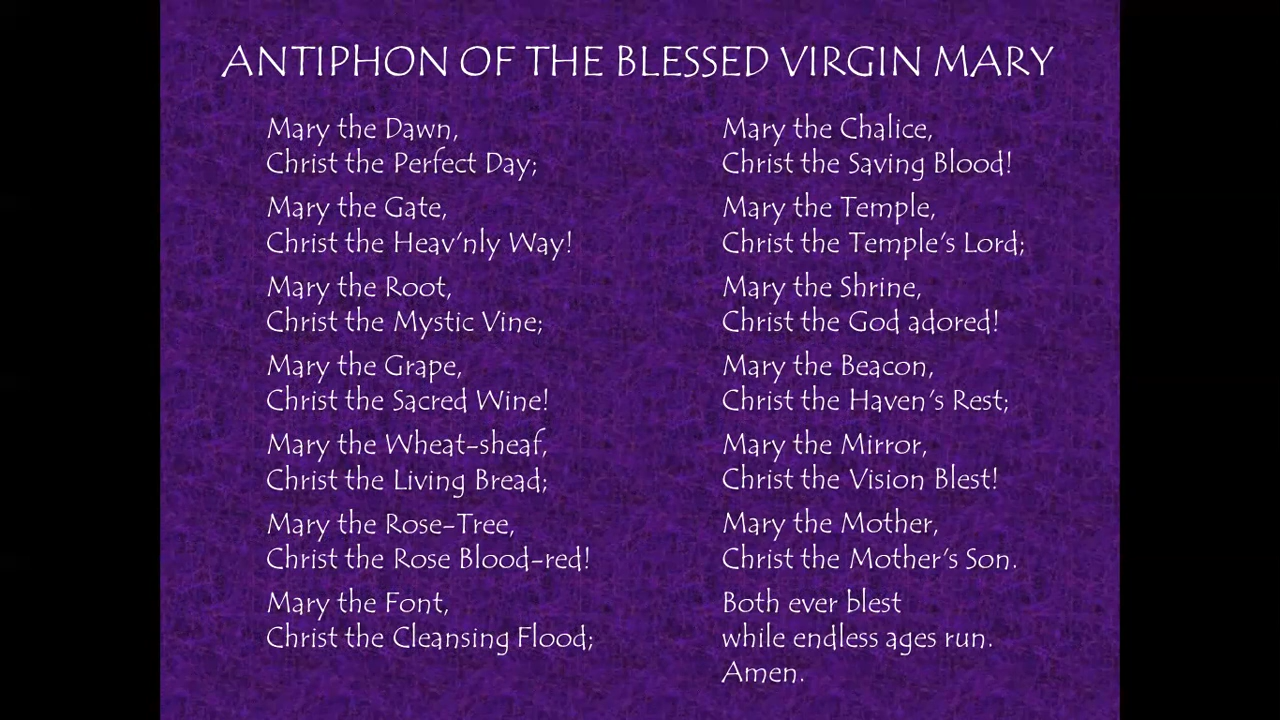 ANTIPHON OF THE BLESSED VIRGIN MARY
Mary the Dawn,
Christ the Perfect Day;
Mary the Gate,
Christ the Heav'nly Way!
Mary the Root,
Christ the Mystic Vine;
Mary the Grape,
Christ the Sacred Wine!
Mary the Wheat-sheaf,
Christ the Living Bread;
Mary the Rose-Tree,
Christ the Rose Blood-red!
Mary the Font,
Christ the Cleansing Flood;
Mary the Chalice,
Christ the Saving Blood!
Mary the Temple,
Christ the Temple's Lord;
Mary the Shrine,
Christ the God adored!
Mary the Beacon,
Christ the Haven's Rest;
Mary the Mirror,
Christ the Vision Blest!
Mary the Mother,
Christ the Mother's Son.
Both ever blest
while endless ages run.
Amen.